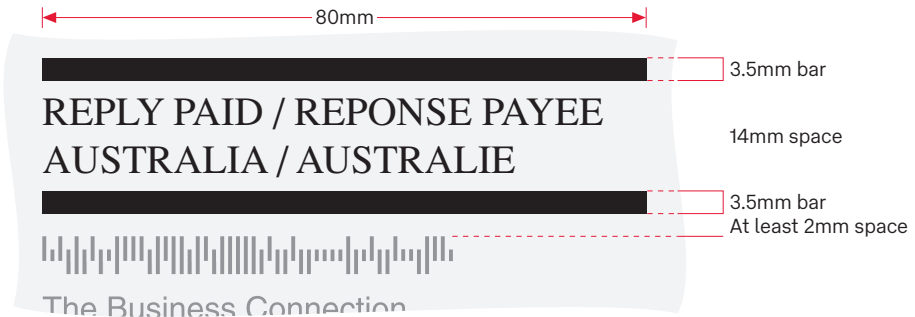 80mm
REPLY PAID / REPONSE PAYEE
AUSTRALIA / AUSTRALIE
3.5mm bar
14mm space
3.5mm bar
At least 2mm space
The Business Connection